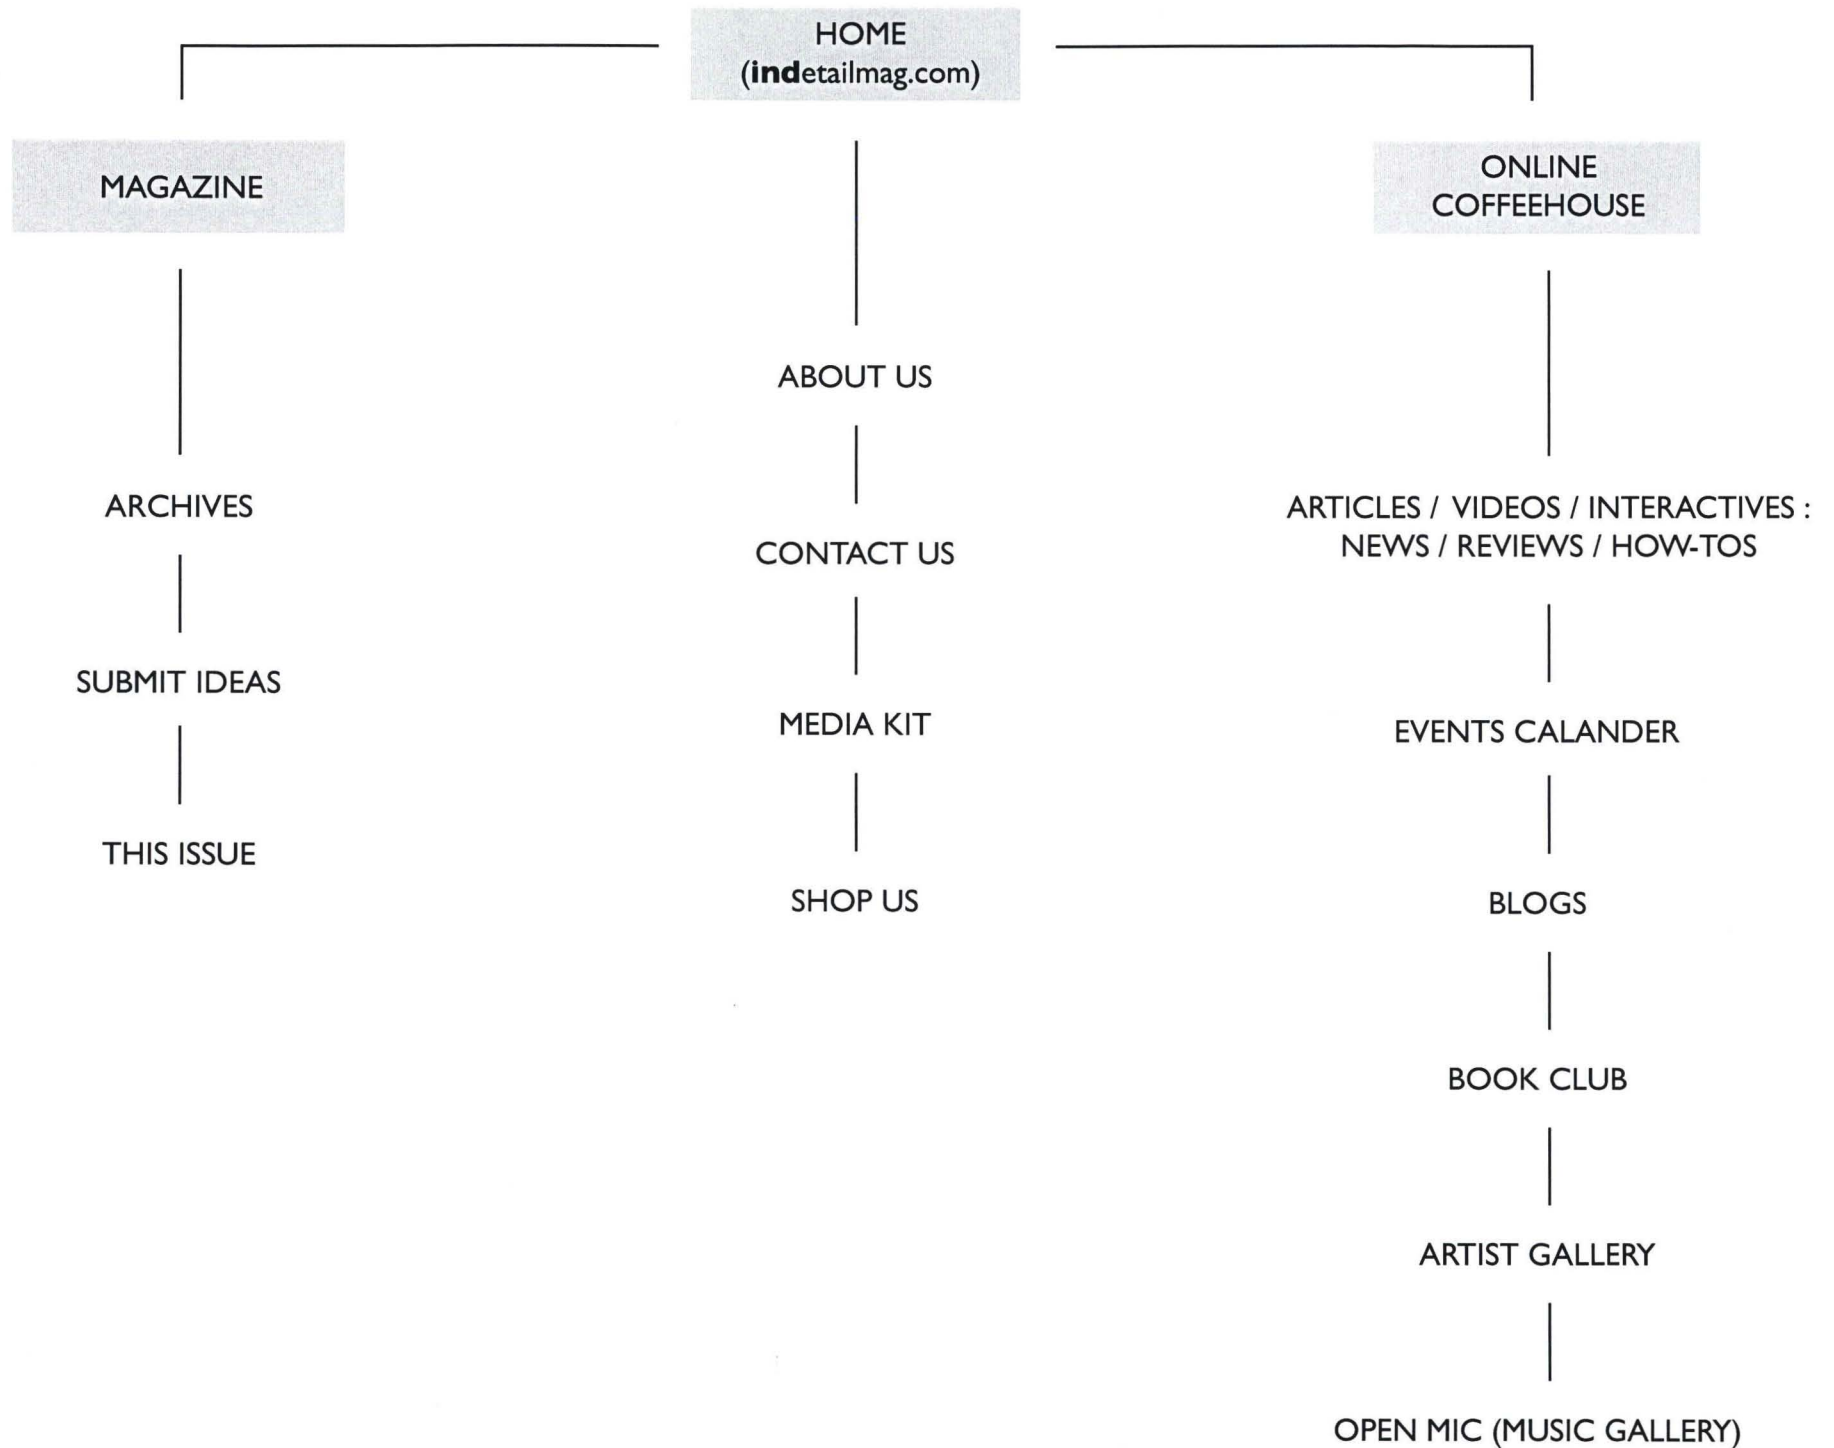 HOME
(indetailmag.com)
MAGAZINE
ARCHIVES
SUBMIT IDEAS
THIS ISSUE
ABOUT US
CONTACT US
MEDIA KIT
SHOP US
ONLINE
COFFEEHOUSE
ARTICLES / VIDEOS / INTERACTIVES :
NEWS / REVIEWS / HOW-TOS
EVENTS CALANDER
BLOGS
BOOK CLUB
ARTIST GALLERY
OPEN MIC (MUSIC GALLERY)